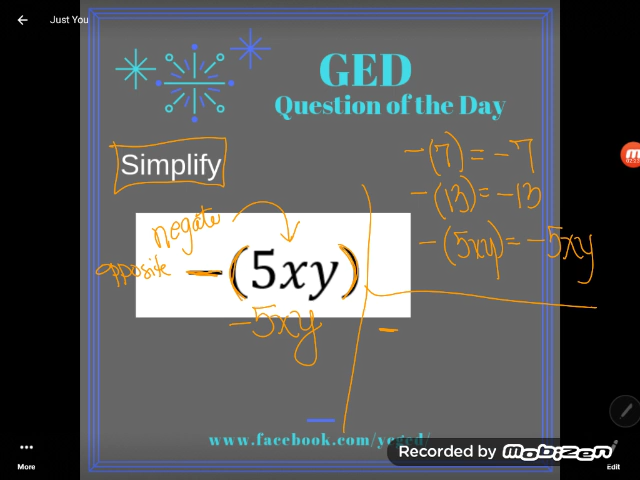 Just You
GED
Question of the Day
Simplify
-(7) = -7
-(13) = -13
-(5xy) = -5xy
negate
opposite
-(5xy)
-5xy
-
www.facebook.com/ycged/
Recorded by mobizen
More
Edit